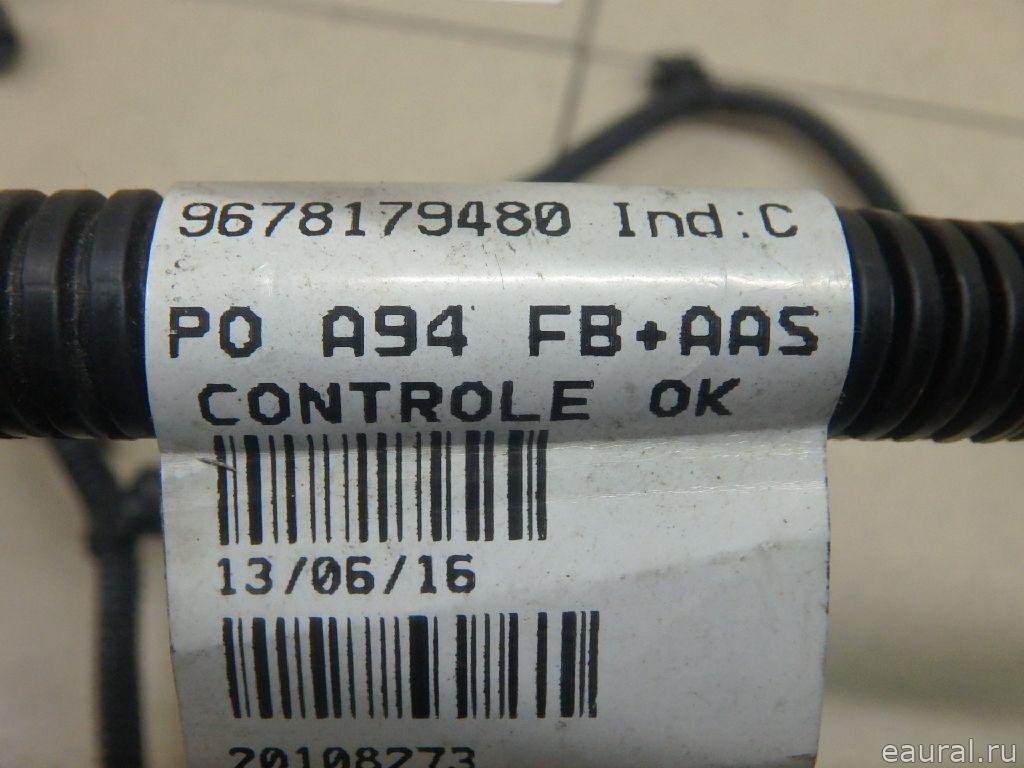 9678179480 Ind:C
PO A94 FB+AAS
CONTROLE OK
13/06/16
20108273
eaural.ru